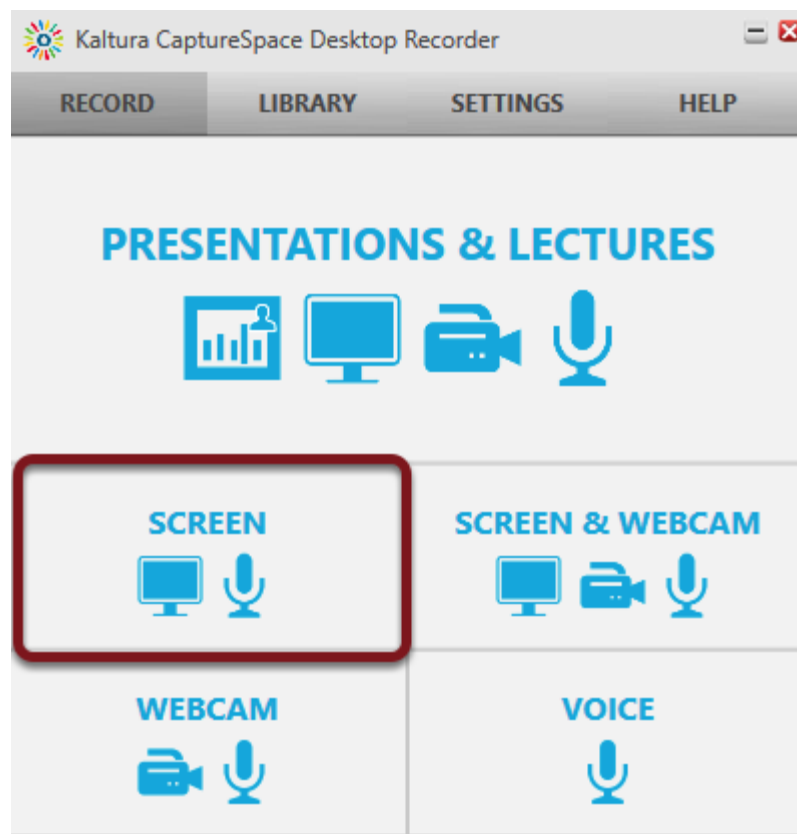 Kaltura CaptureSpace Desktop Recorder
RECORD LIBRARY SETTINGS HELP
PRESENTATIONS & LECTURES
SCREEN SCREEN & WEBCAM
WEBCAM VOICE